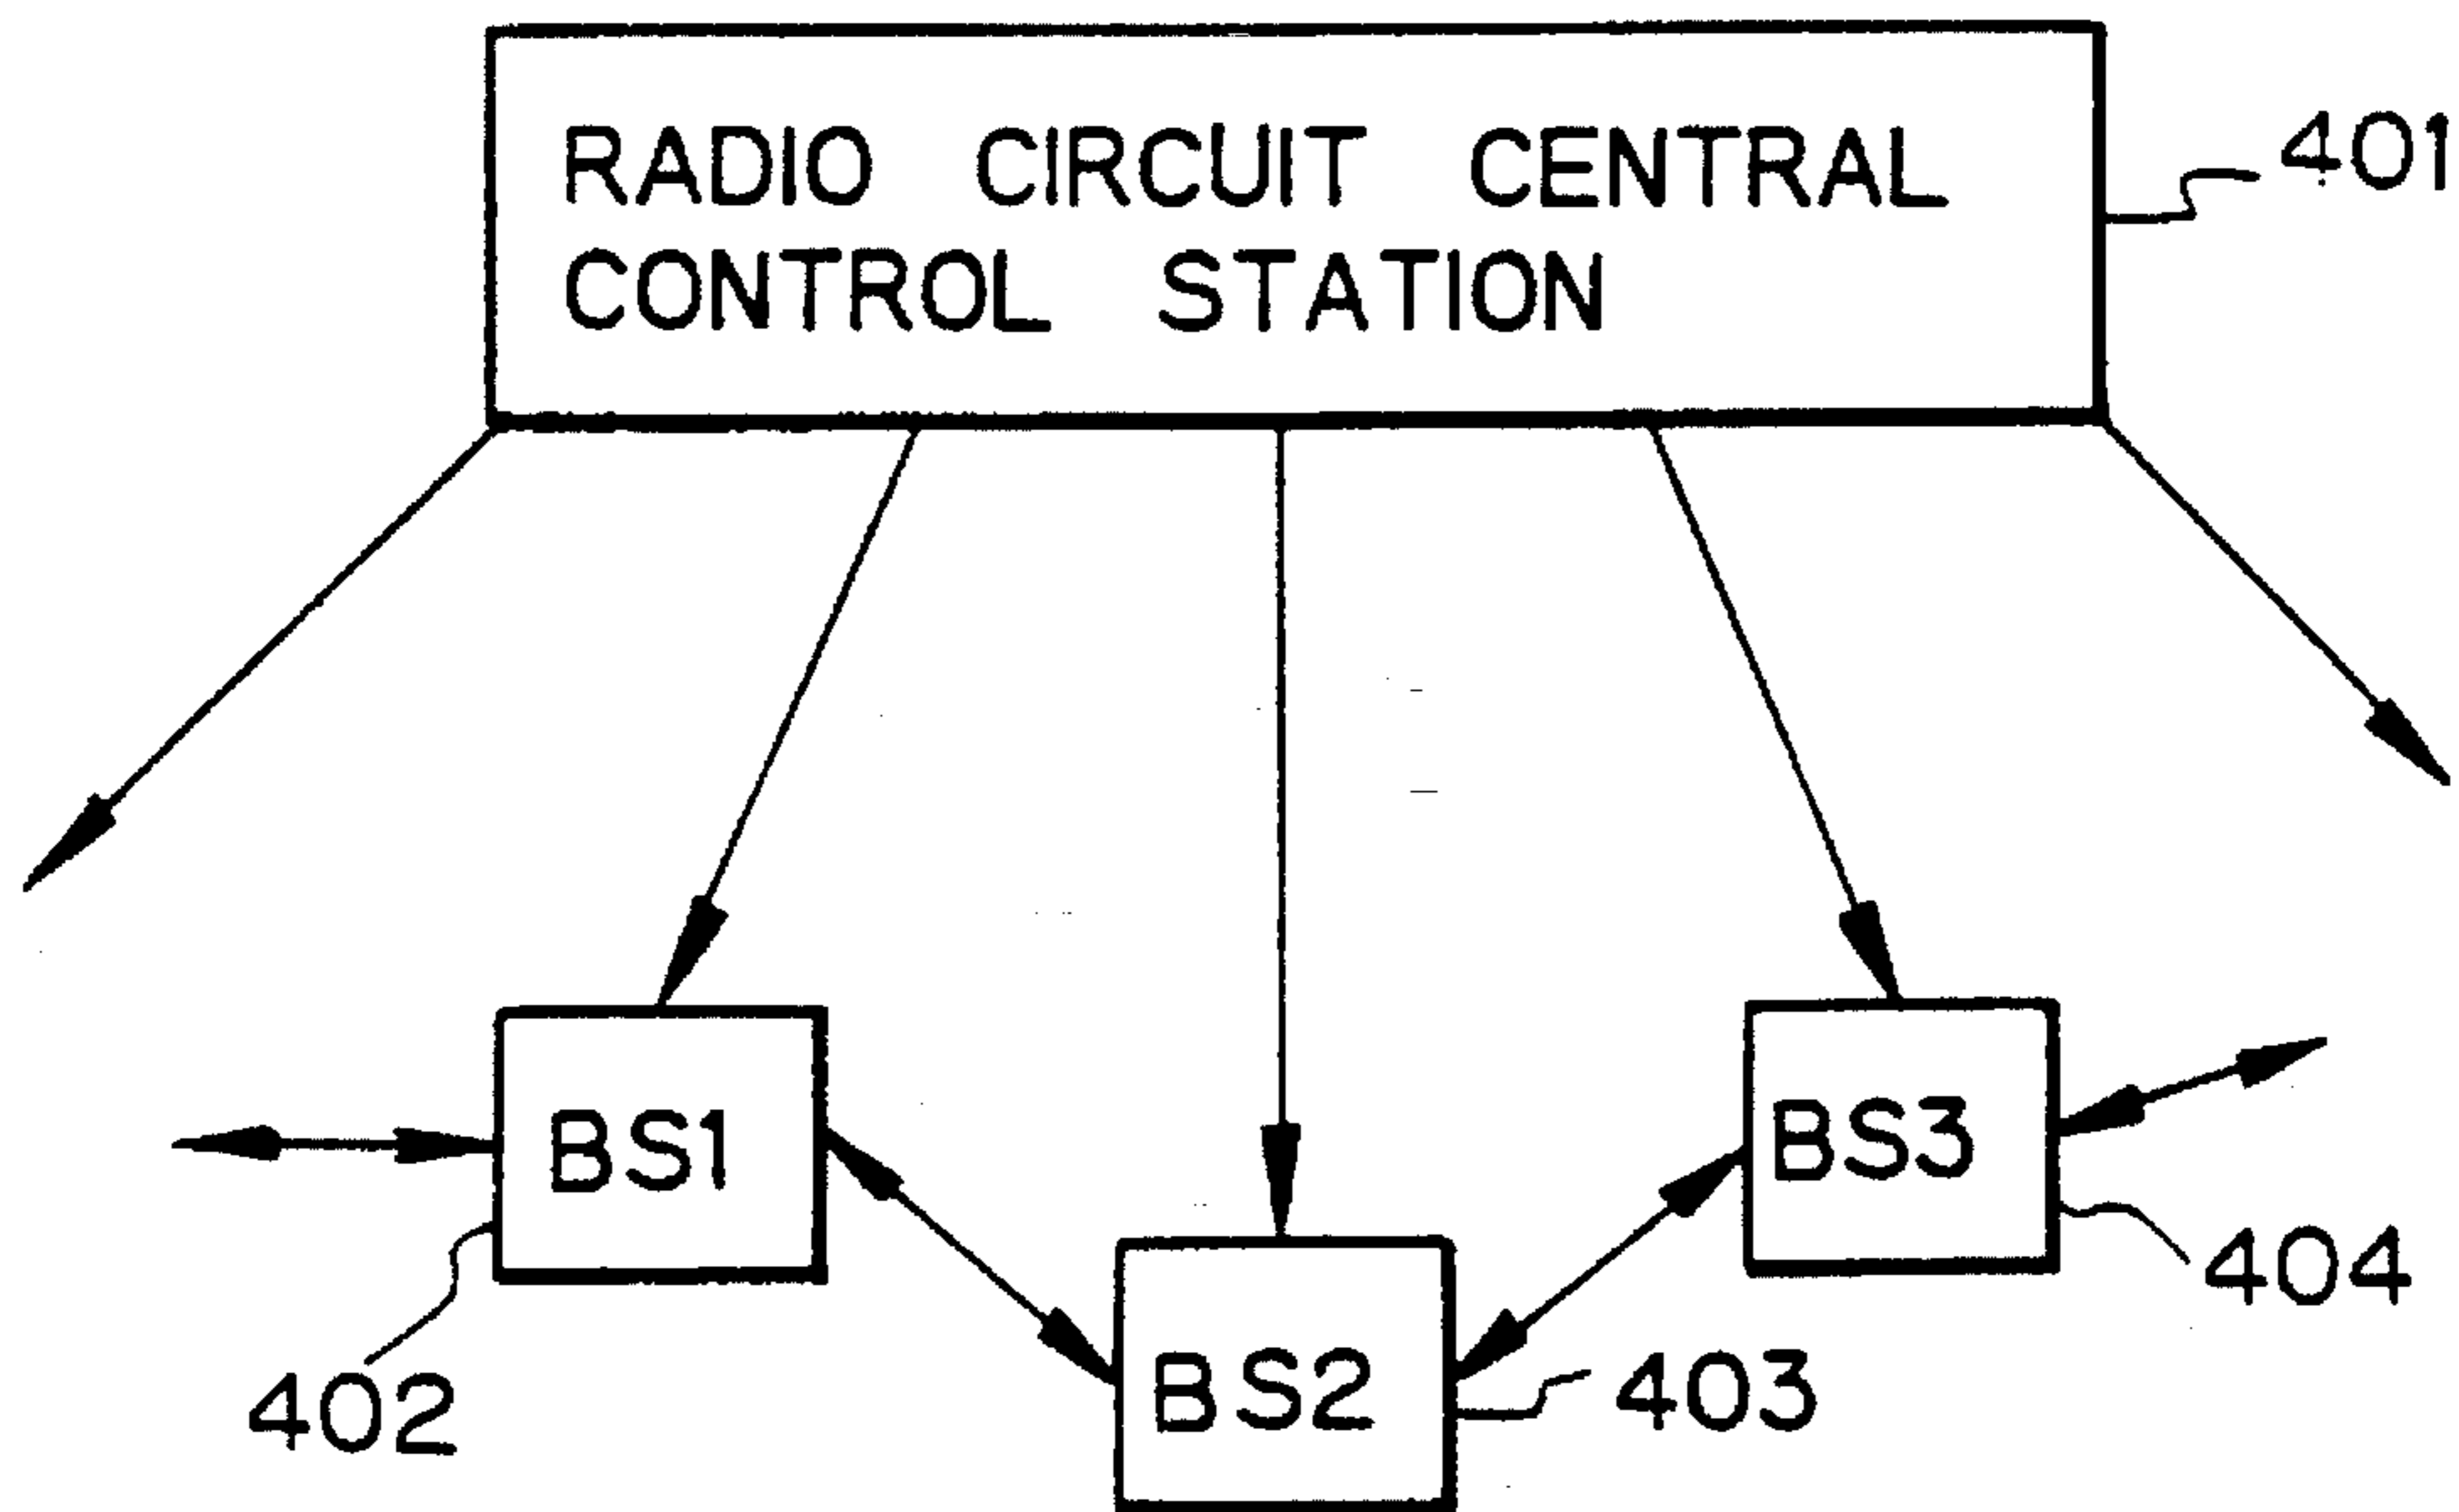 RADIO CIRCUIT CENTRAL
CONTROL STATION
401
BS1
BS3
404
BS2
403
402